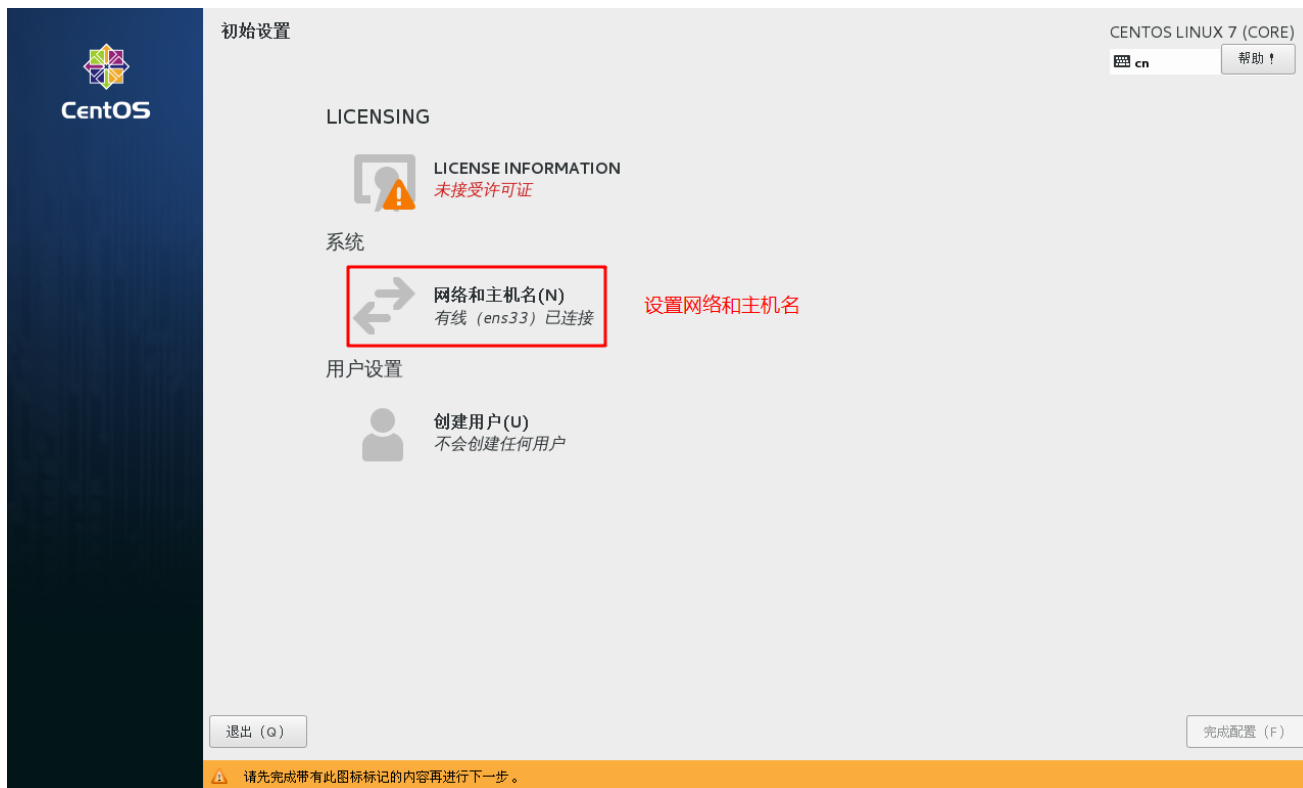 初始设置
CENTOS LINUX 7 (CORE)
cn
帮助！
CentOS
LICENSING
LICENSE INFORMATION
未接受许可证
系统
网络和主机名(N)
有线（ens33）已连接
设置网络和主机名
用户设置
创建用户(U)
不会创建任何用户
退出（Q）
完成配置（F）
请先完成带有此图标标记的内容再进行下一步。